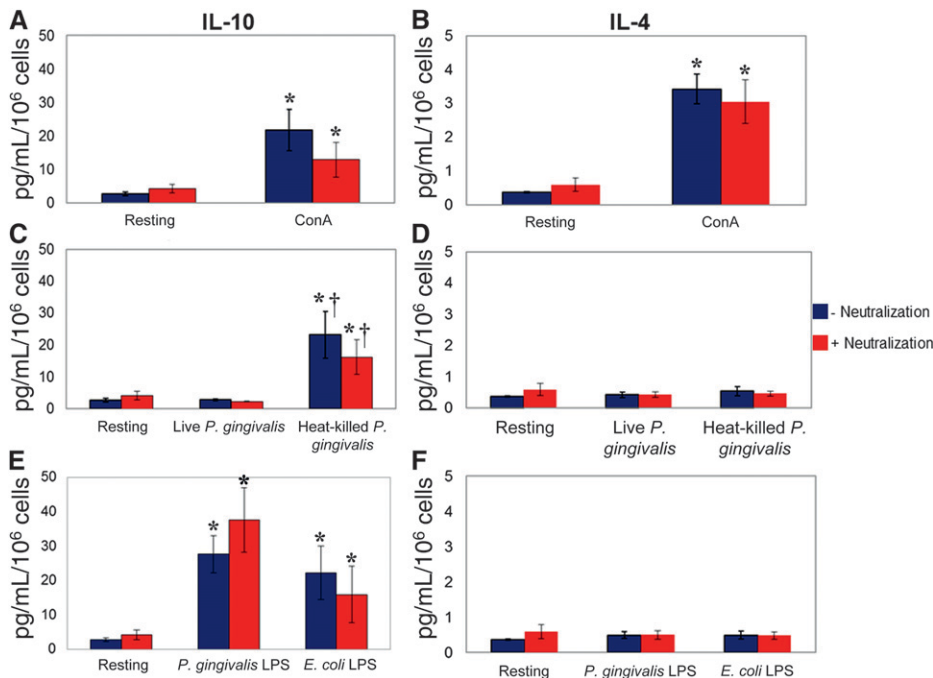 A IL-10
pg/mL/10⁶ cells
50
40
30
20
10
0
* *
Resting ConA
B IL-4
pg/mL/10⁶ cells
5
4
3
2
1
0
* *
Resting ConA
C
pg/mL/10⁶ cells
50
40
30
20
10
0
*† *†
Resting Live P. gingivalis Heat-killed P.
gingivalis
D
pg/mL/10⁶ cells
5
4
3
2
1
0
Resting Live P. Heat-killed P.
gingivalis gingivalis
- Neutralization
+ Neutralization
E
pg/mL/10⁶ cells
50
40
30
20
10
0
* * * *
Resting P. gingivalis LPS E. coli LPS
F
pg/mL/10⁶ cells
5
4
3
2
1
0
Resting P. gingivalis LPS E. coli LPS